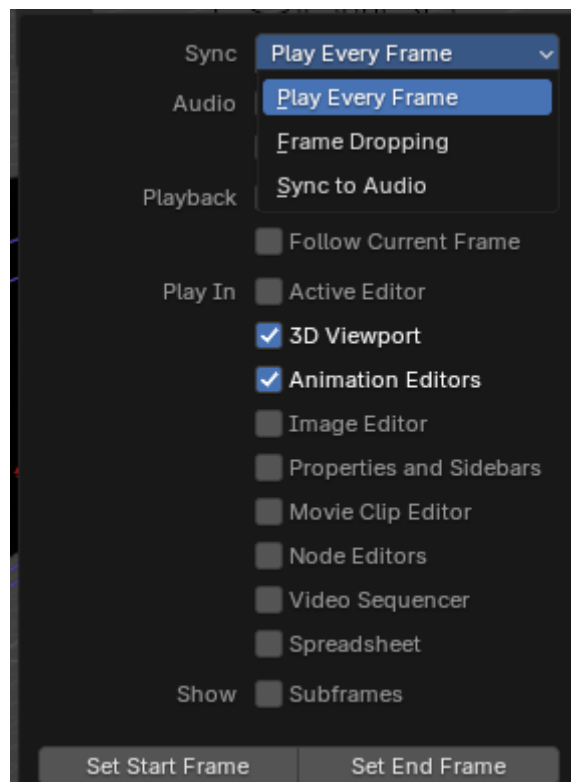 Sync Play Every Frame
Audio Play Every Frame
Frame Dropping
Sync to Audio
Playback
Follow Current Frame
Play In Active Editor
3D Viewport
Animation Editors
Image Editor
Properties and Sidebars
Movie Clip Editor
Node Editors
Video Sequencer
Spreadsheet
Show Subframes
Set Start Frame Set End Frame